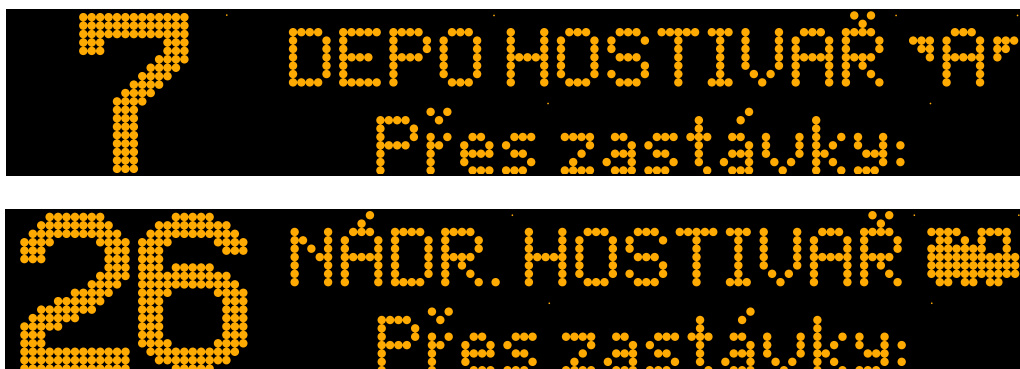 7 DEPO HOSTIVAŘ "A"
Přes zastávky:
26 NÁDR. HOSTIVAŘ
Přes zastávky: